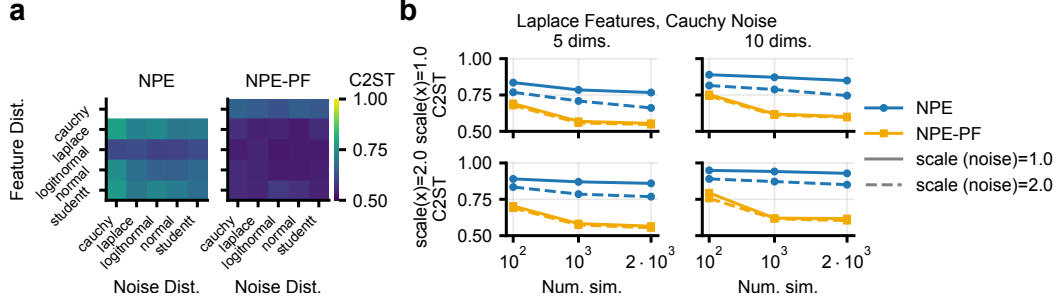 a
NPE
NPE-PF
C2ST
Feature Dist.
cauchy
laplace
logitnormal
normal
studentt
1.00
0.75
0.50
cauchy
laplace
logitnormal
normal
studentt
cauchy
laplace
logitnormal
normal
studentt
Noise Dist.
Noise Dist.
b
Laplace Features, Cauchy Noise
5 dims.
10 dims.
scale(x)=1.0
C2ST
1.00
0.75
0.50
scale(x)=2.0
C2ST
1.00
0.75
0.50
10²
10³
2 · 10³
10²
10³
2 · 10³
Num. sim.
Num. sim.
NPE
NPE-PF
scale (noise)=1.0
scale (noise)=2.0